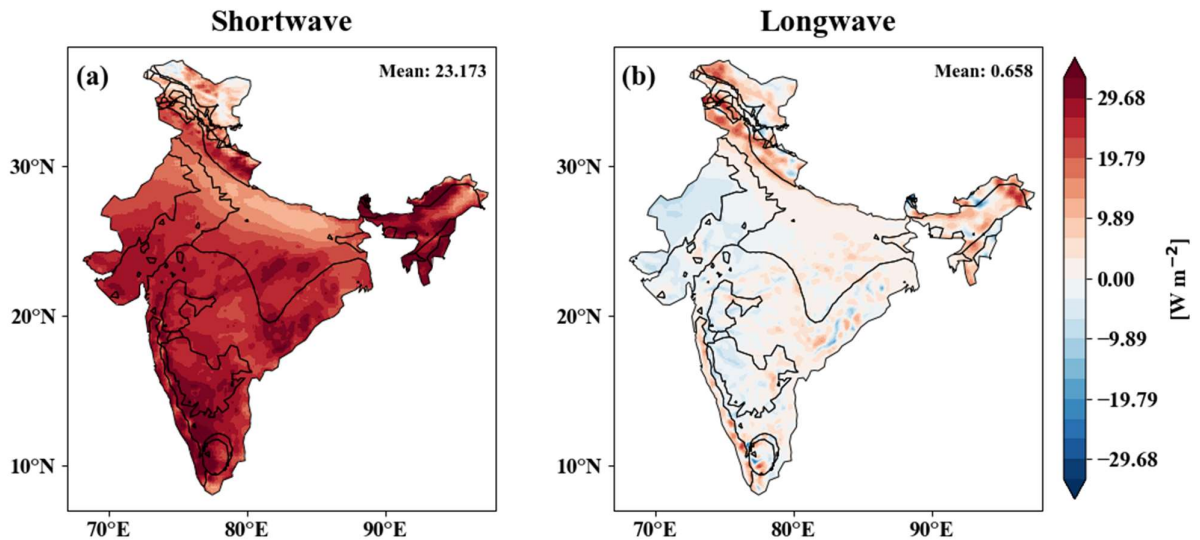 Shortwave
Longwave
(a)
Mean: 23.173
(b)
Mean: 0.658
30°N
20°N
10°N
70°E
80°E
90°E
70°E
80°E
90°E
29.68
19.79
9.89
0.00
−9.89
−19.79
−29.68
[W m⁻²]